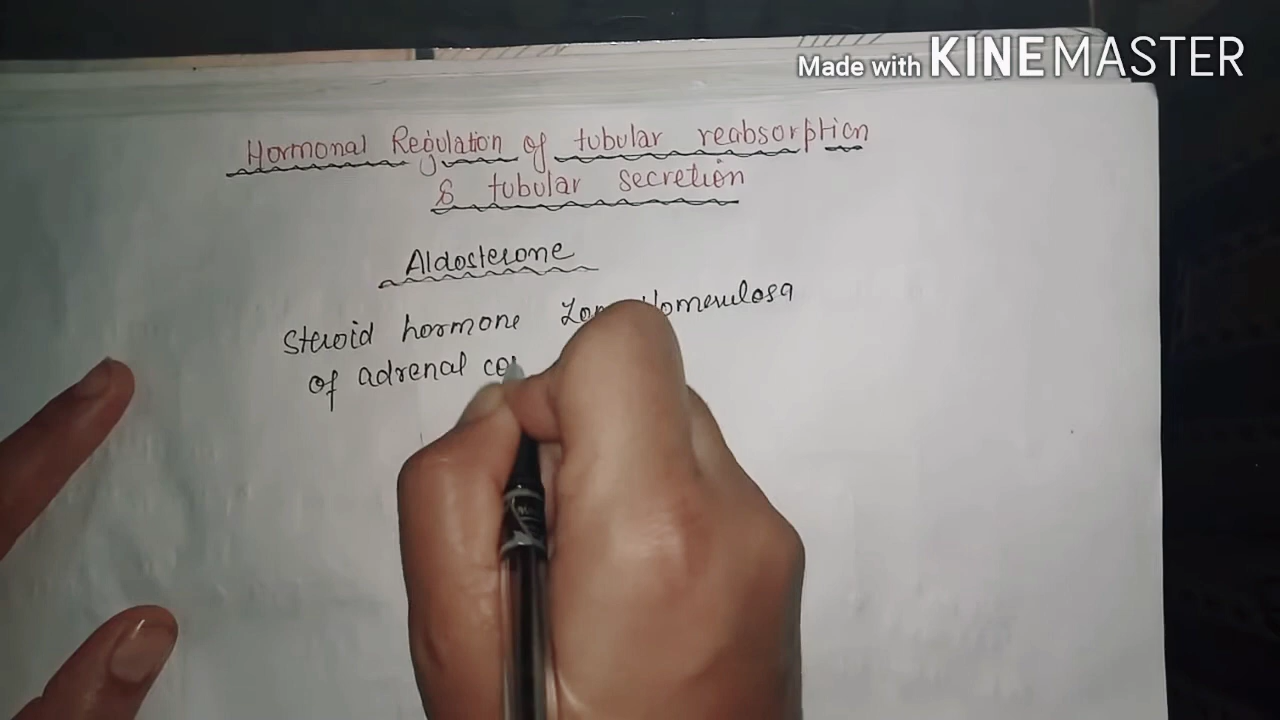 Made with KINEMASTER
Hormonal Regulation of tubular reabsorption
& tubular secretion
Aldosterone
Steroid hormone
of adrenal